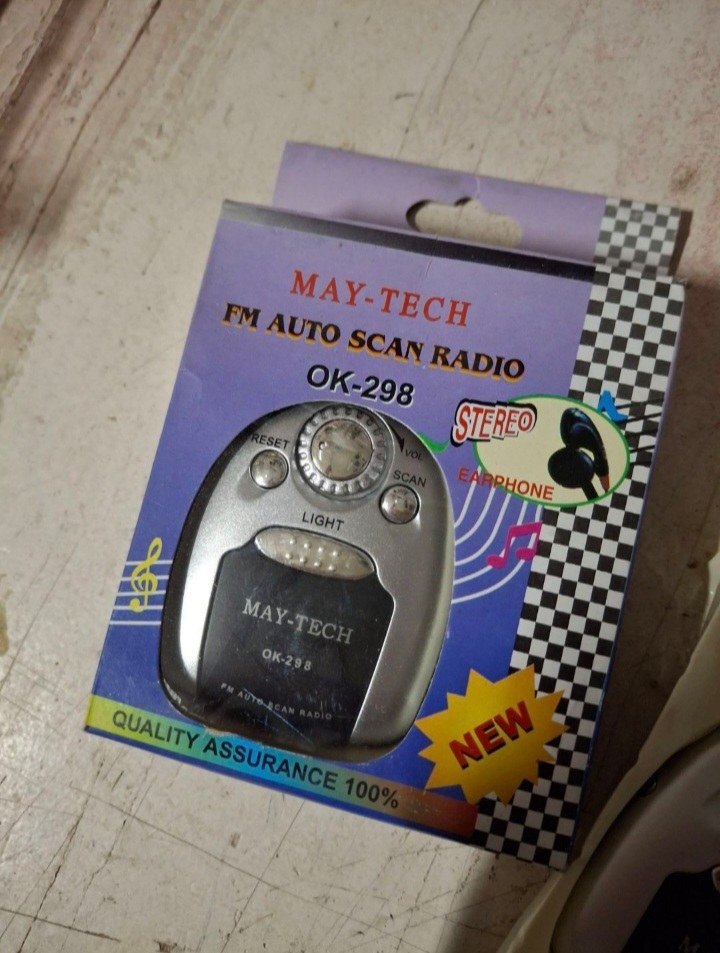 MAY-TECH
FM AUTO SCAN RADIO
OK-298
STEREO
EARPHONE
RESET
VOL
SCAN
LIGHT
MAY-TECH
OK-298
FM AUTO SCAN RADIO
NEW
QUALITY ASSURANCE 100%